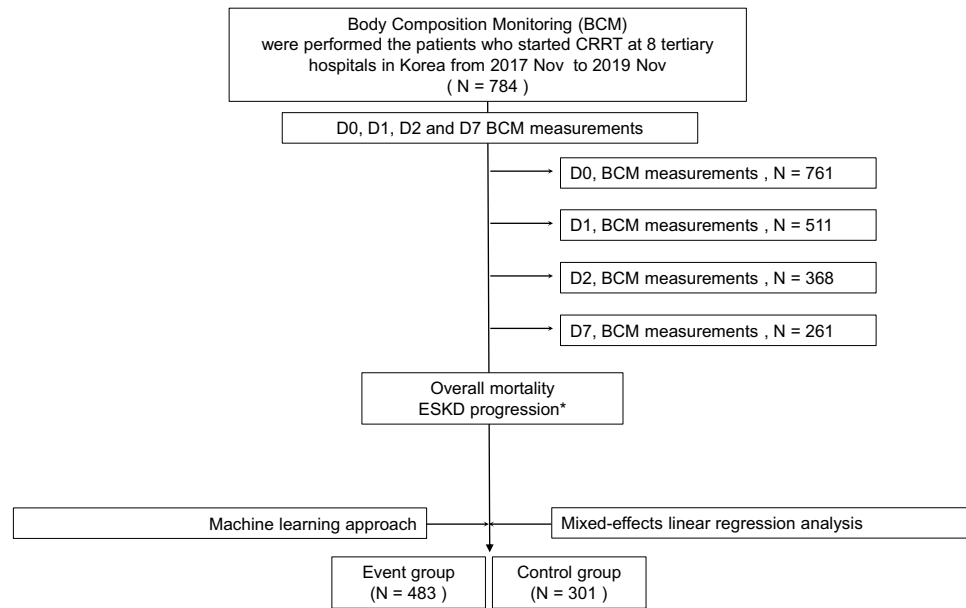 Body Composition Monitoring (BCM)
were performed the patients who started CRRT at 8 tertiary
hospitals in Korea from 2017 Nov to 2019 Nov
( N = 784 )
D0, D1, D2 and D7 BCM measurements
D0, BCM measurements , N = 761
D1, BCM measurements , N = 511
D2, BCM measurements , N = 368
D7, BCM measurements , N = 261
Overall mortality
ESKD progression*
Machine learning approach
Mixed-effects linear regression analysis
Event group
(N = 483 )
Control group
(N = 301 )